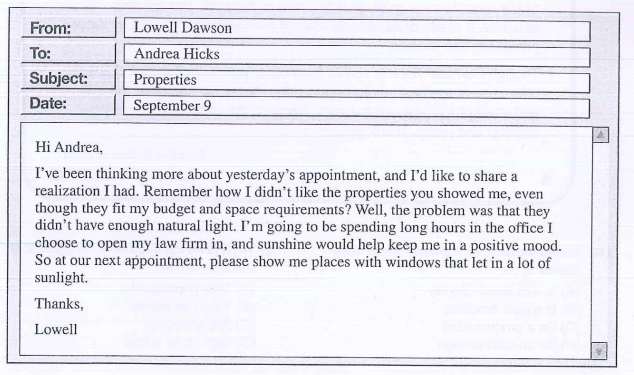 From: Lowell Dawson
To: Andrea Hicks
Subject: Properties
Date: September 9
Hi Andrea,
I've been thinking more about yesterday's appointment, and I'd like to share a
realization I had. Remember how I didn't like the properties you showed me, even
though they fit my budget and space requirements? Well, the problem was that they
didn't have enough natural light. I'm going to be spending long hours in the office I
choose to open my law firm in, and sunshine would help keep me in a positive mood.
So at our next appointment, please show me places with windows that let in a lot of
sunlight.
Thanks,
Lowell